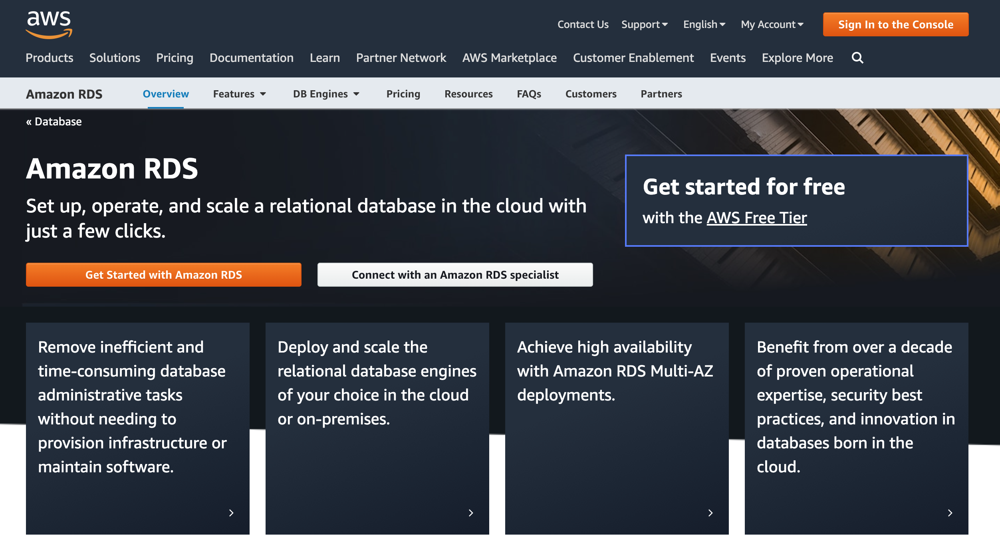 aws
Contact Us Support English My Account Sign In to the Console
Products Solutions Pricing Documentation Learn Partner Network AWS Marketplace Customer Enablement Events Explore More
Amazon RDS Overview Features DB Engines Pricing Resources FAQs Customers Partners
« Database
Amazon RDS
Set up, operate, and scale a relational database in the cloud with
just a few clicks.
Get Started with Amazon RDS
Connect with an Amazon RDS specialist
Get started for free
with the AWS Free Tier
Remove inefficient and
time-consuming database
administrative tasks
without needing to
provision infrastructure or
maintain software.
Deploy and scale the
relational database engines
of your choice in the cloud
or on-premises.
Achieve high availability
with Amazon RDS Multi-AZ
deployments.
Benefit from over a decade
of proven operational
expertise, security best
practices, and innovation in
databases born in the
cloud.